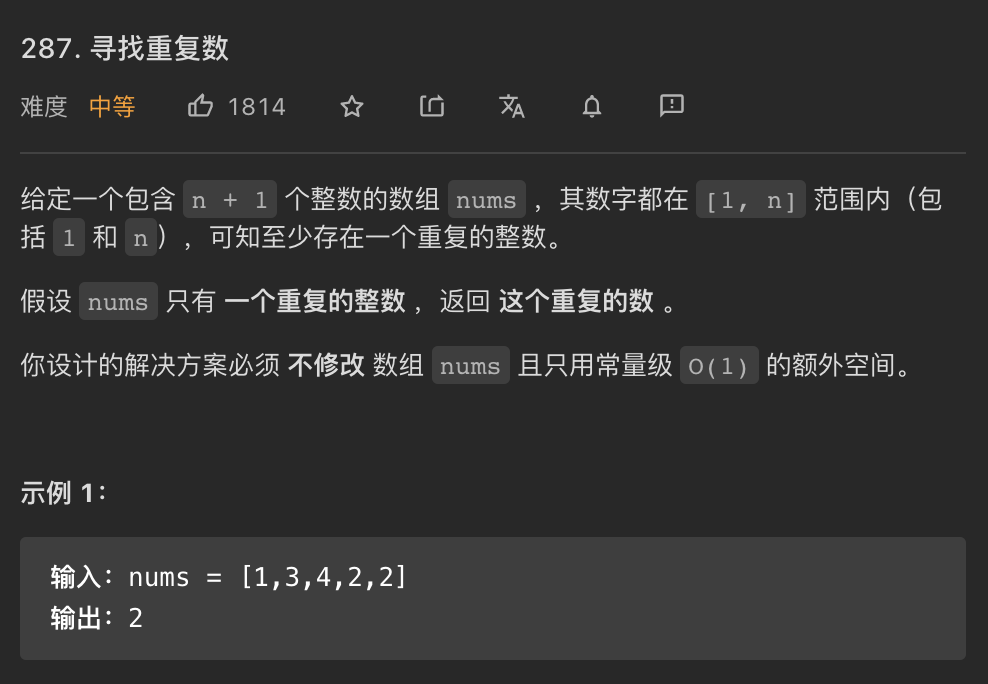 287. 寻找重复数
难度 中等 1814
给定一个包含 n + 1 个整数的数组 nums ，其数字都在 [1, n] 范围内（包
括 1 和 n），可知至少存在一个重复的整数。
假设 nums 只有 一个重复的整数 ，返回 这个重复的数 。
你设计的解决方案必须 不修改 数组 nums 且只用常量级 O(1) 的额外空间。
示例 1：
输入：nums = [1,3,4,2,2]
输出：2